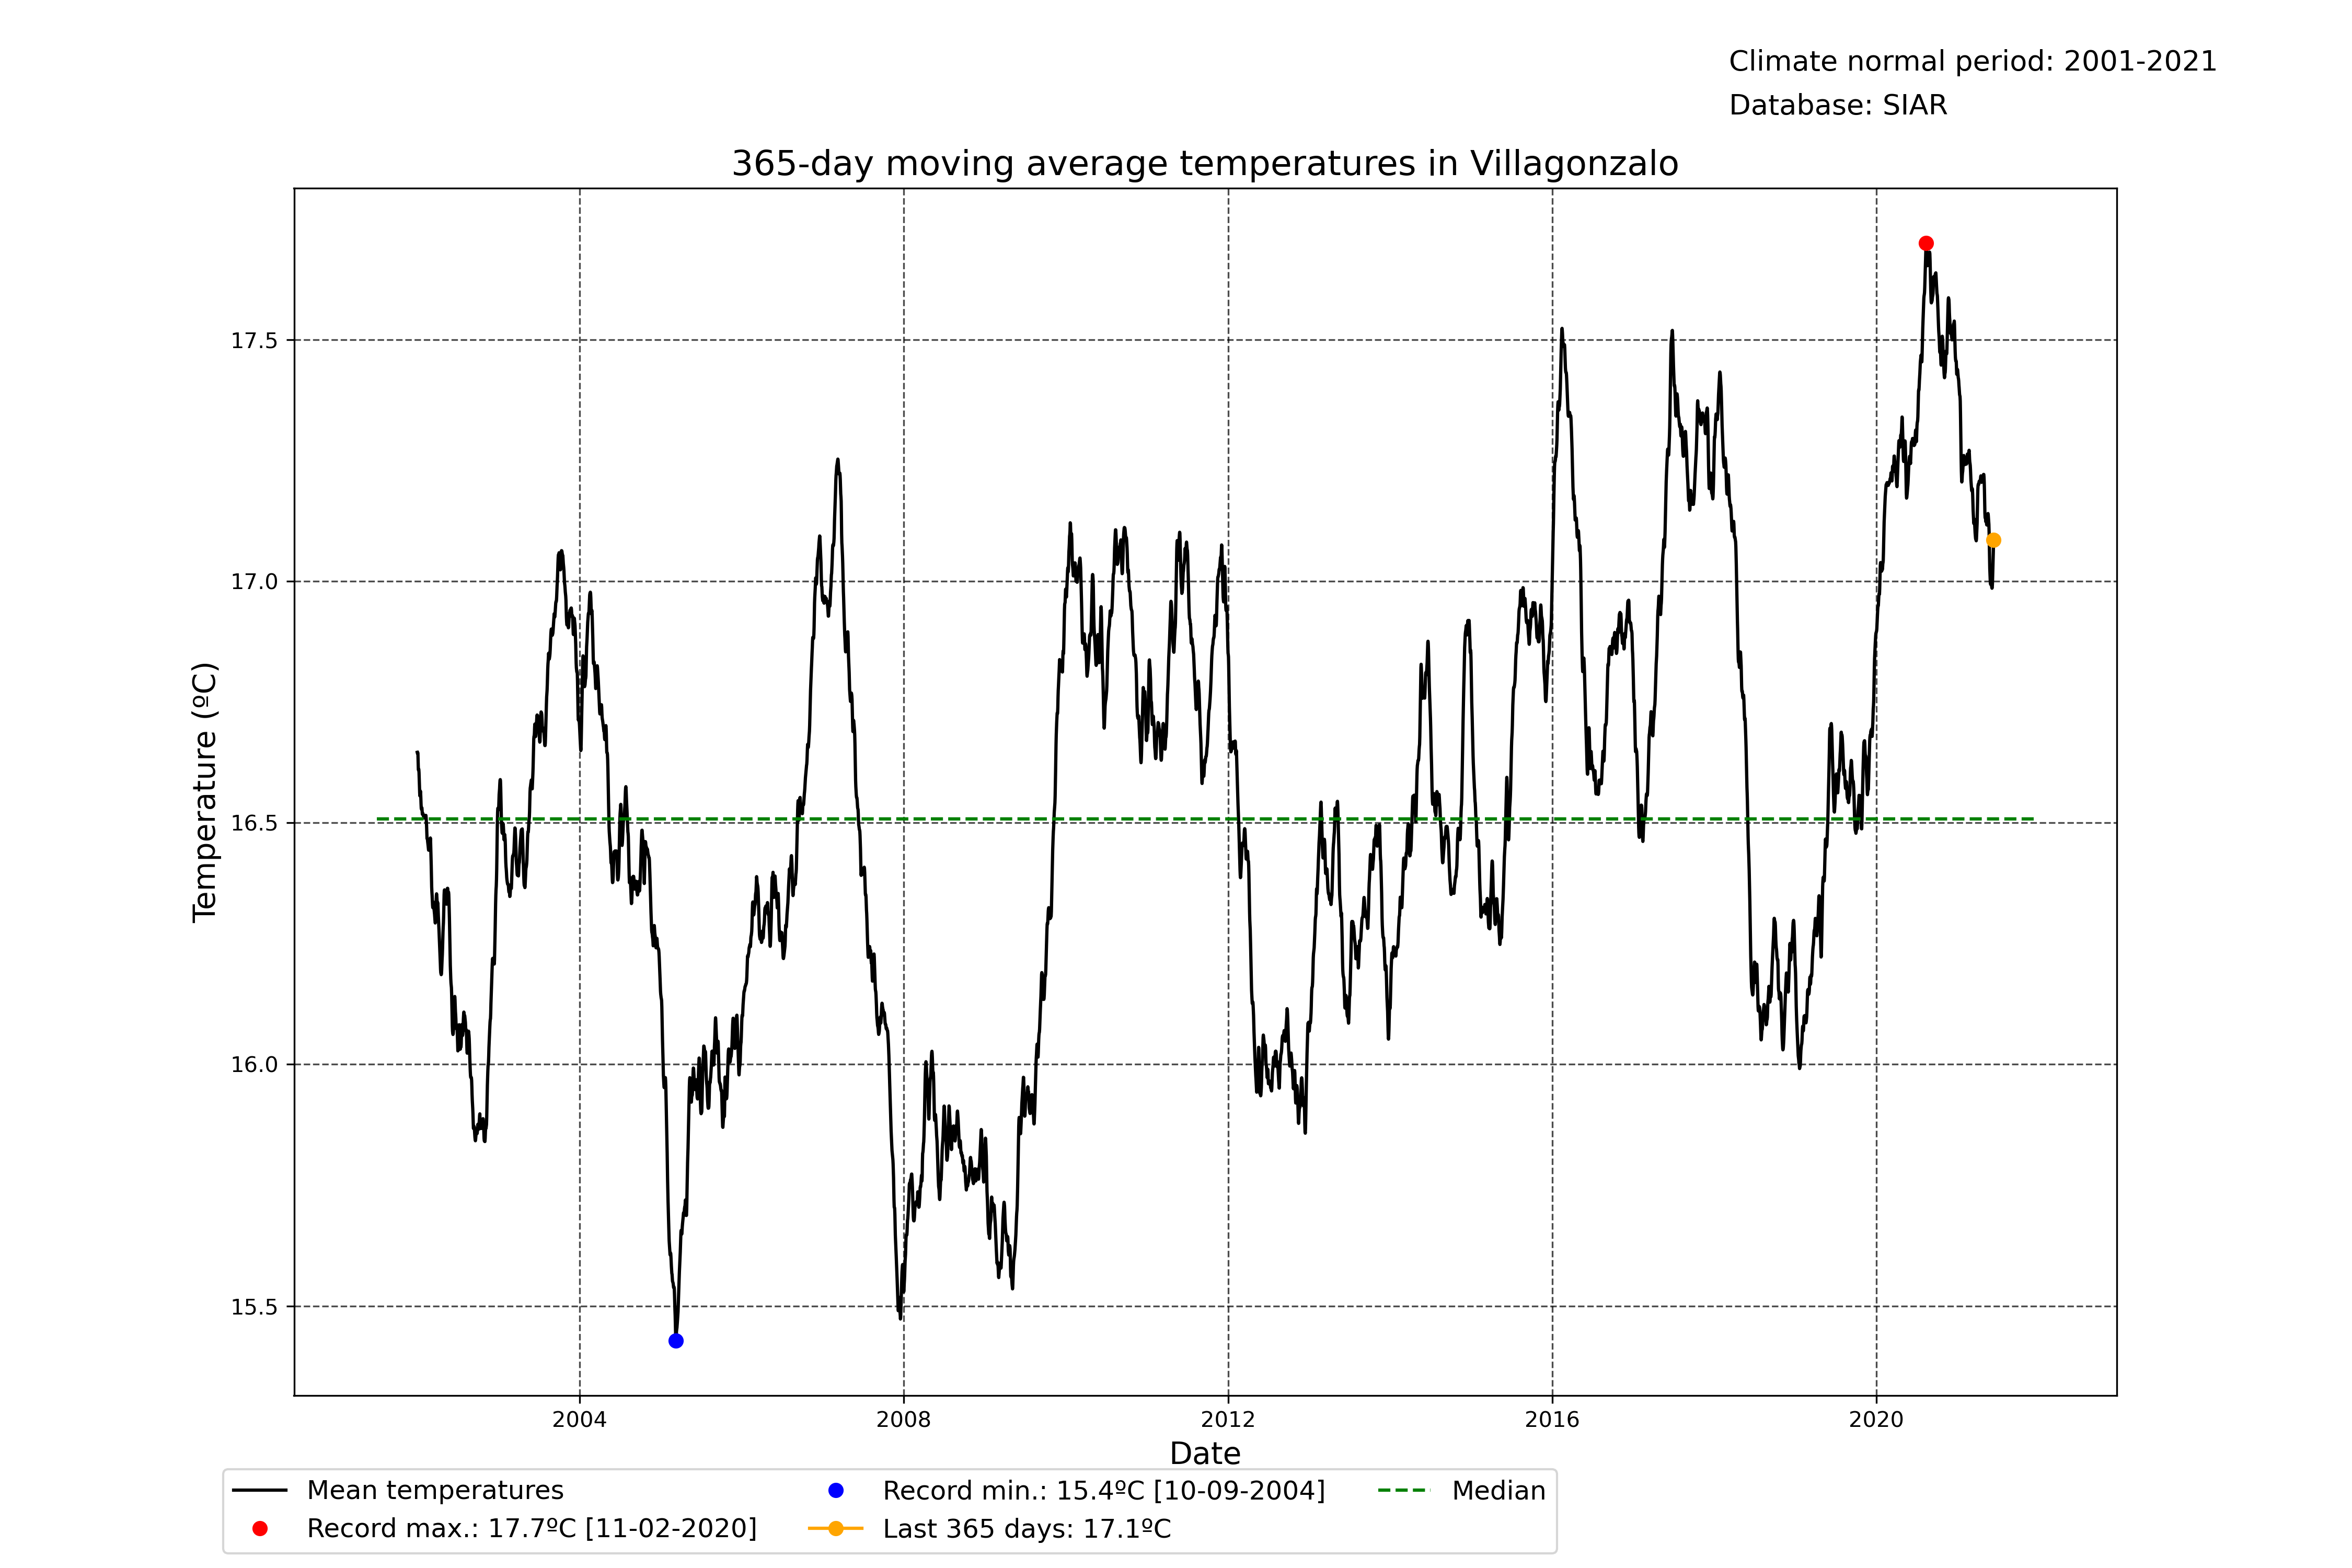 Climate normal period: 2001-2021
Database: SIAR
365-day moving average temperatures in Villagonzalo
Temperature (ºC)
17.5
17.0
16.5
16.0
15.5
2004
2008
2012
2016
2020
Date
Mean temperatures
Record max.: 17.7ºC [11-02-2020]
Record min.: 15.4ºC [10-09-2004]
Last 365 days: 17.1ºC
Median